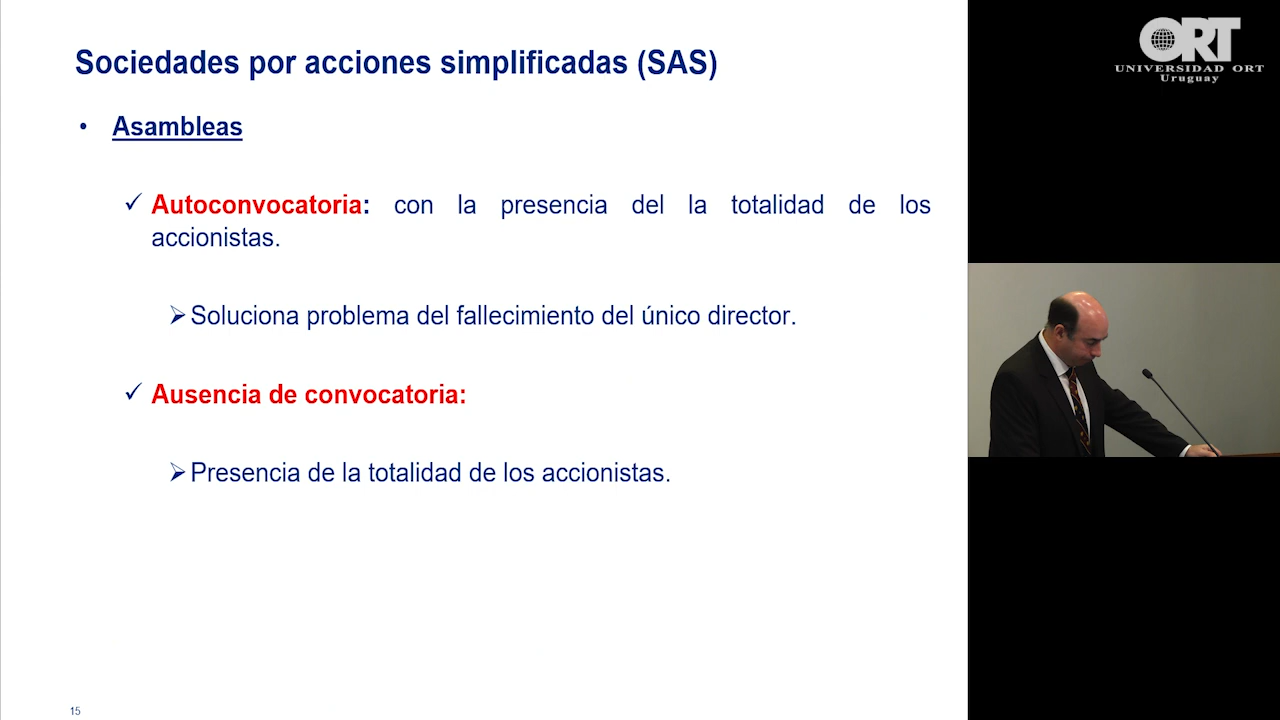 Sociedades por acciones simplificadas (SAS)
• Asambleas
✓ Autoconvocatoria: con la presencia del la totalidad de los
accionistas.
➢ Soluciona problema del fallecimiento del único director.
✓ Ausencia de convocatoria:
➢ Presencia de la totalidad de los accionistas.
15
ORT
UNIVERSIDAD ORT
Uruguay